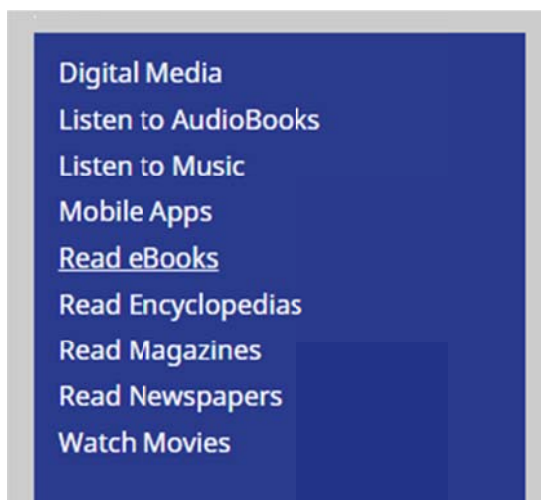 Digital Media
Listen to AudioBooks
Listen to Music
Mobile Apps
Read eBooks
Read Encyclopedias
Read Magazines
Read Newspapers
Watch Movies